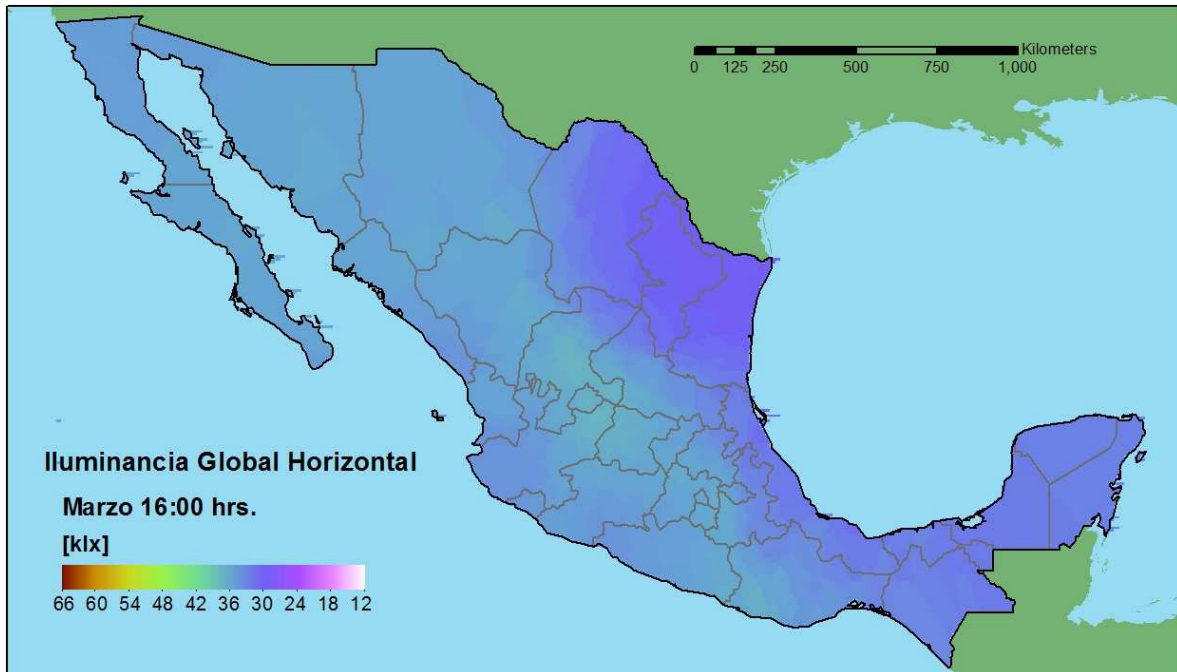 Kilometers
0 125 250 500 750 1,000
Iluminancia Global Horizontal
Marzo 16:00 hrs.
[klx]
66 60 54 48 42 36 30 24 18 12